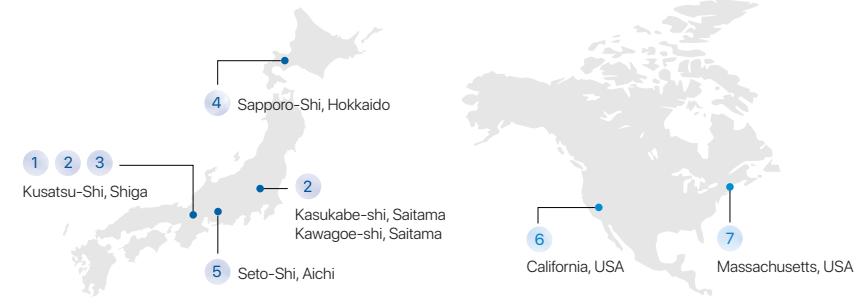 4 Sapporo-Shi, Hokkaido
1 2 3
Kusatsu-Shi, Shiga
2
Kasukabe-shi, Saitama
Kawagoe-shi, Saitama
5 Seto-Shi, Aichi
6
California, USA
7
Massachusetts, USA